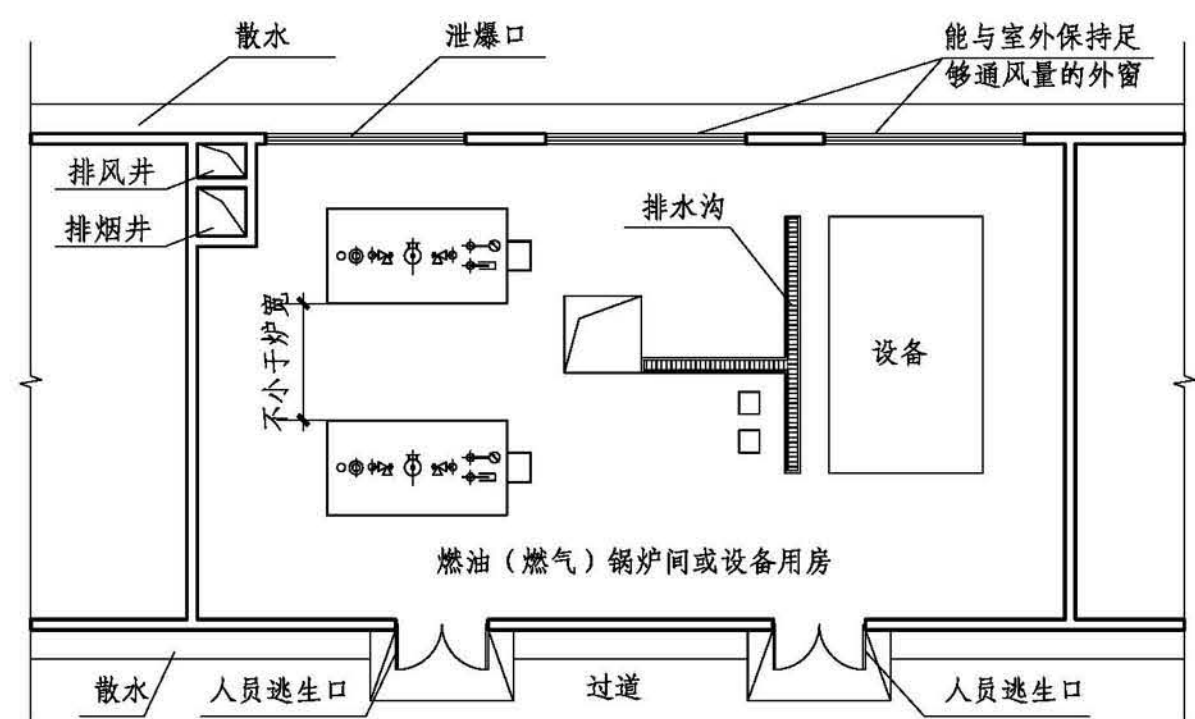 散水
泄爆口
能与室外保持足
够通风量的外窗
排风井
排烟井
排水沟
不小于炉宽
设备
燃油（燃气）锅炉间或设备用房
散水
人员逃生口
过道
人员逃生口